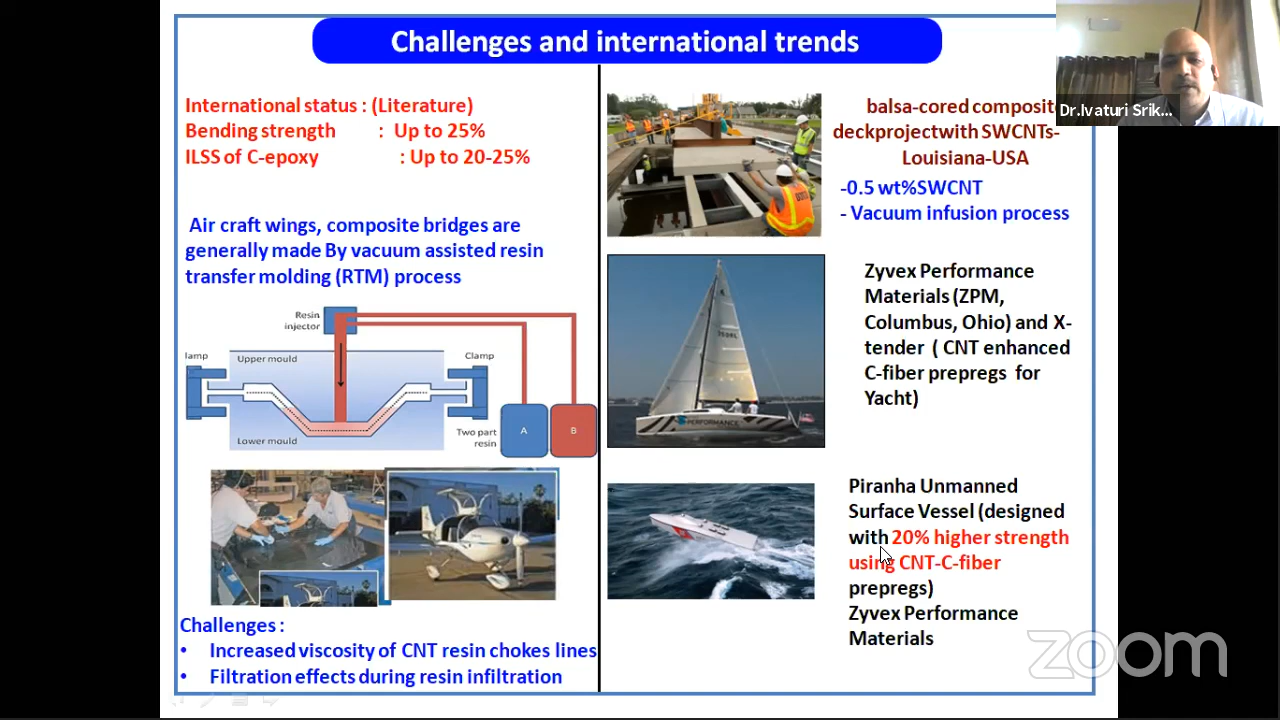 Challenges and international trends
International status : (Literature)
Bending strength : Up to 25%
ILSS of C-epoxy : Up to 20-25%
Air craft wings, composite bridges are
generally made By vacuum assisted resin
transfer molding (RTM) process
Resin
injector
lamp
Upper mould
Clamp
Lower mould
Two part
resin
A
B
Challenges :
• Increased viscosity of CNT resin chokes lines
• Filtration effects during resin infiltration
balsa-cored composite
deckprojectwith SWCNTs-
Louisiana-USA
-0.5 wt%SWCNT
- Vacuum infusion process
Zyvex Performance
Materials (ZPM,
Columbus, Ohio) and X-
tender ( CNT enhanced
C-fiber prepregs for
Yacht)
PERFORMANCE
Piranha Unmanned
Surface Vessel (designed
with 20% higher strength
using CNT-C-fiber
prepregs)
Zyvex Performance
Materials
Dr.Ivaturi Srik...
zoom